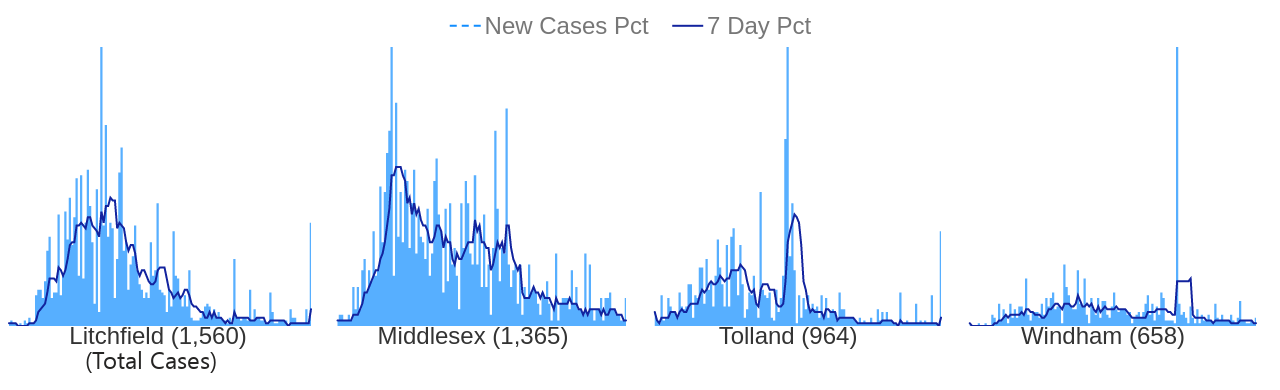 New Cases Pct 7 Day Pct
Litchfield (1,560) Middlesex (1,365) Tolland (964) Windham (658)
(Total Cases)